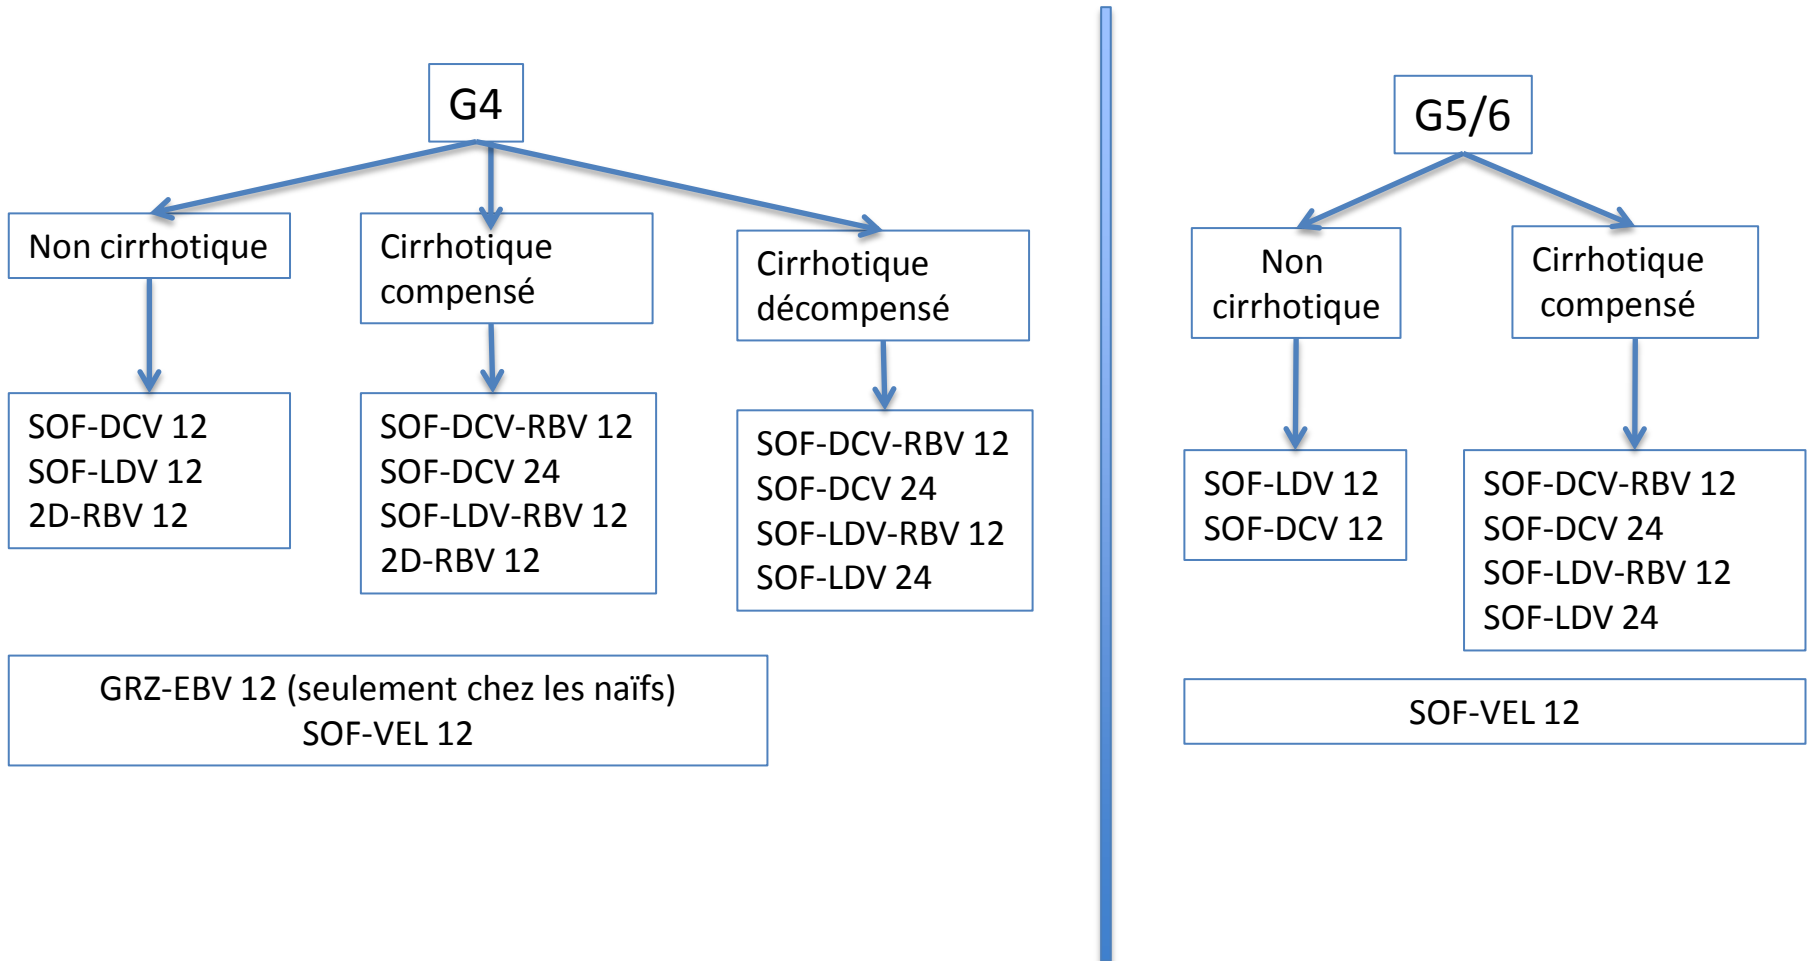 G4
Non cirrhotique
Cirrhotique
compensé
Cirrhotique
décompensé
SOF-DCV 12
SOF-LDV 12
2D-RBV 12
SOF-DCV-RBV 12
SOF-DCV 24
SOF-LDV-RBV 12
2D-RBV 12
SOF-DCV-RBV 12
SOF-DCV 24
SOF-LDV-RBV 12
SOF-LDV 24
GRZ-EBV 12 (seulement chez les naïfs)
SOF-VEL 12
G5/6
Non
cirrhotique
Cirrhotique
compensé
SOF-LDV 12
SOF-DCV 12
SOF-DCV-RBV 12
SOF-DCV 24
SOF-LDV-RBV 12
SOF-LDV 24
SOF-VEL 12